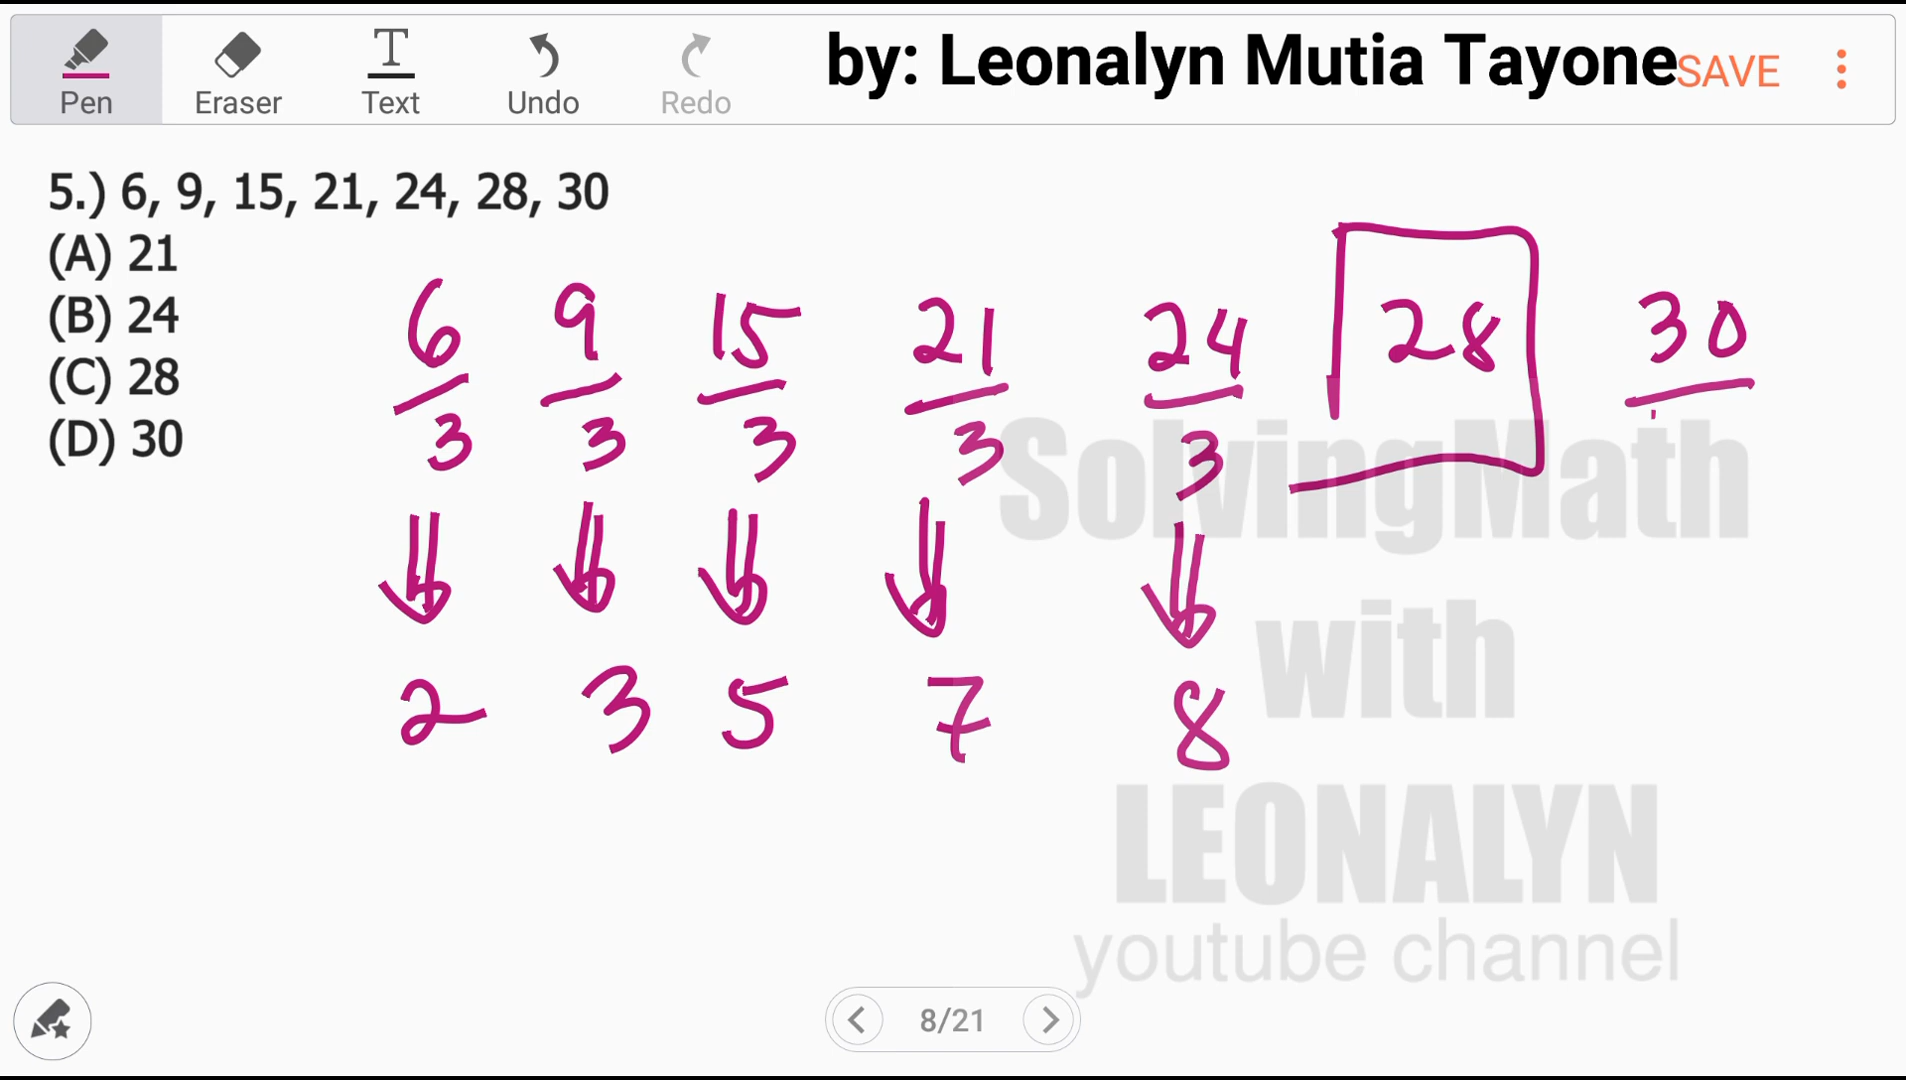 by: Leonalyn Mutia Tayone
Pen Eraser Text Undo Redo SAVE
5.) 6, 9, 15, 21, 24, 28, 30
(A) 21
(B) 24
(C) 28
(D) 30
6 9 15 21 24 28 30
3 3 3 3 3
2 3 5 7 8
SolvingMath
with
LEONALYN
youtube channel
8/21